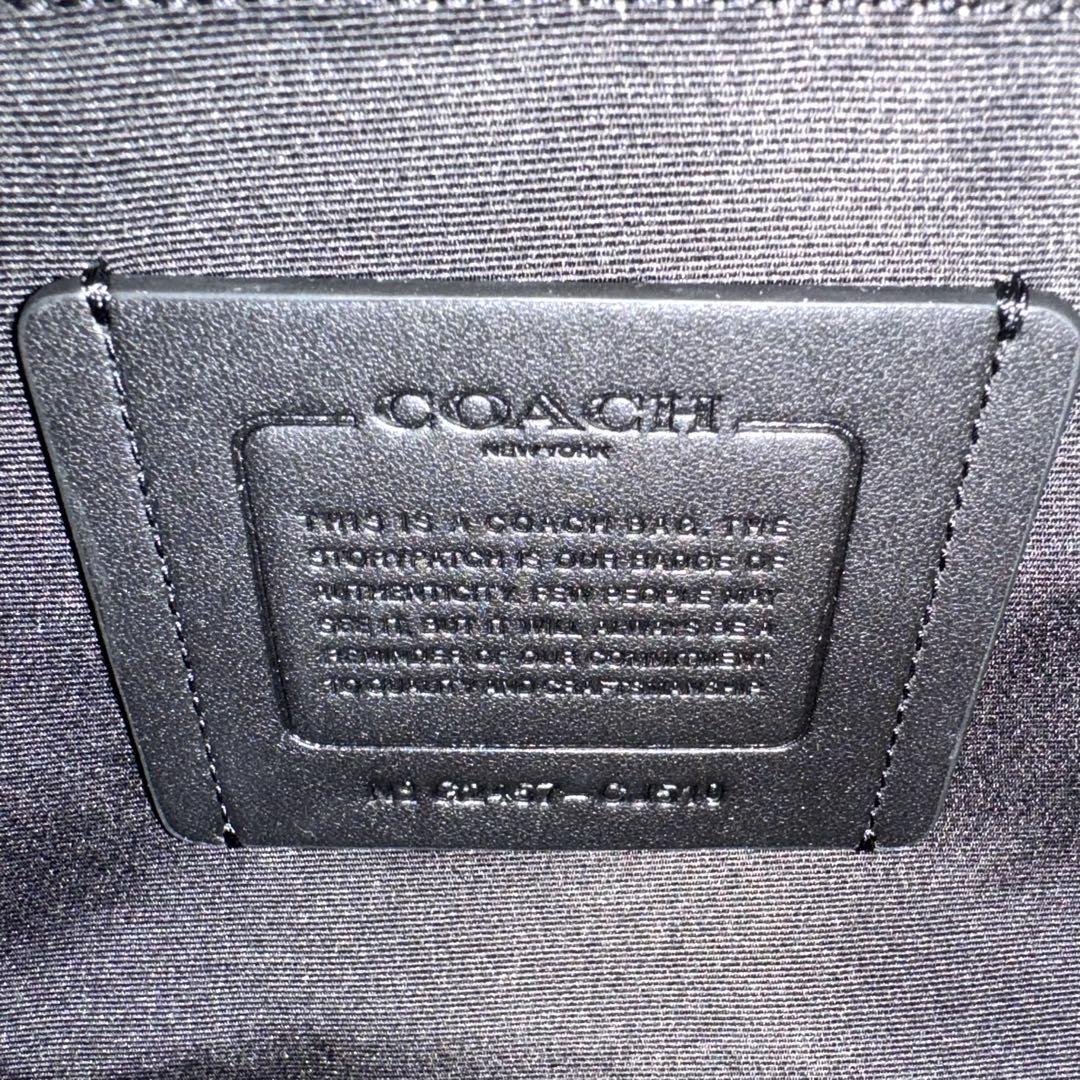 COACH
NEW YORK
THIS IS A COACH BAG. THE
STORYPATCH IS OUR BADGE OF
AUTHENTICITY. FEW PEOPLE MAY
SEE IT, BUT IT WILL ALWAYS BE A
REMINDER OF OUR COMMITMENT
TO QUALITY AND CRAFTSMANSHIP.
Nº